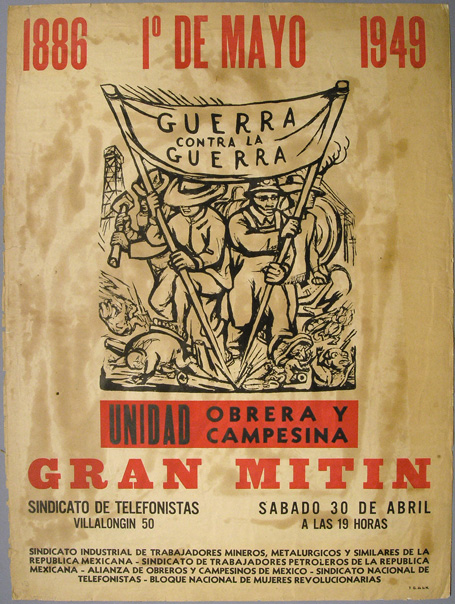 1886 1º DE MAYO 1949
GUERRA
CONTRA LA
GUERRA
UNIDAD OBRERA Y
CAMPESINA
GRAN MITIN
SINDICATO DE TELEFONISTAS
VILLALONGIN 50
SABADO 30 DE ABRIL
A LAS 19 HORAS
SINDICATO INDUSTRIAL DE TRABAJADORES MINEROS, METALURGICOS Y SIMILARES DE LA
REPUBLICA MEXICANA - SINDICATO DE TRABAJADORES PETROLEROS DE LA REPUBLICA
MEXICANA - ALIANZA DE OBREROS Y CAMPESINOS DE MEXICO - SINDICATO NACIONAL DE
TELEFONISTAS - BLOQUE NACIONAL DE MUJERES REVOLUCIONARIAS